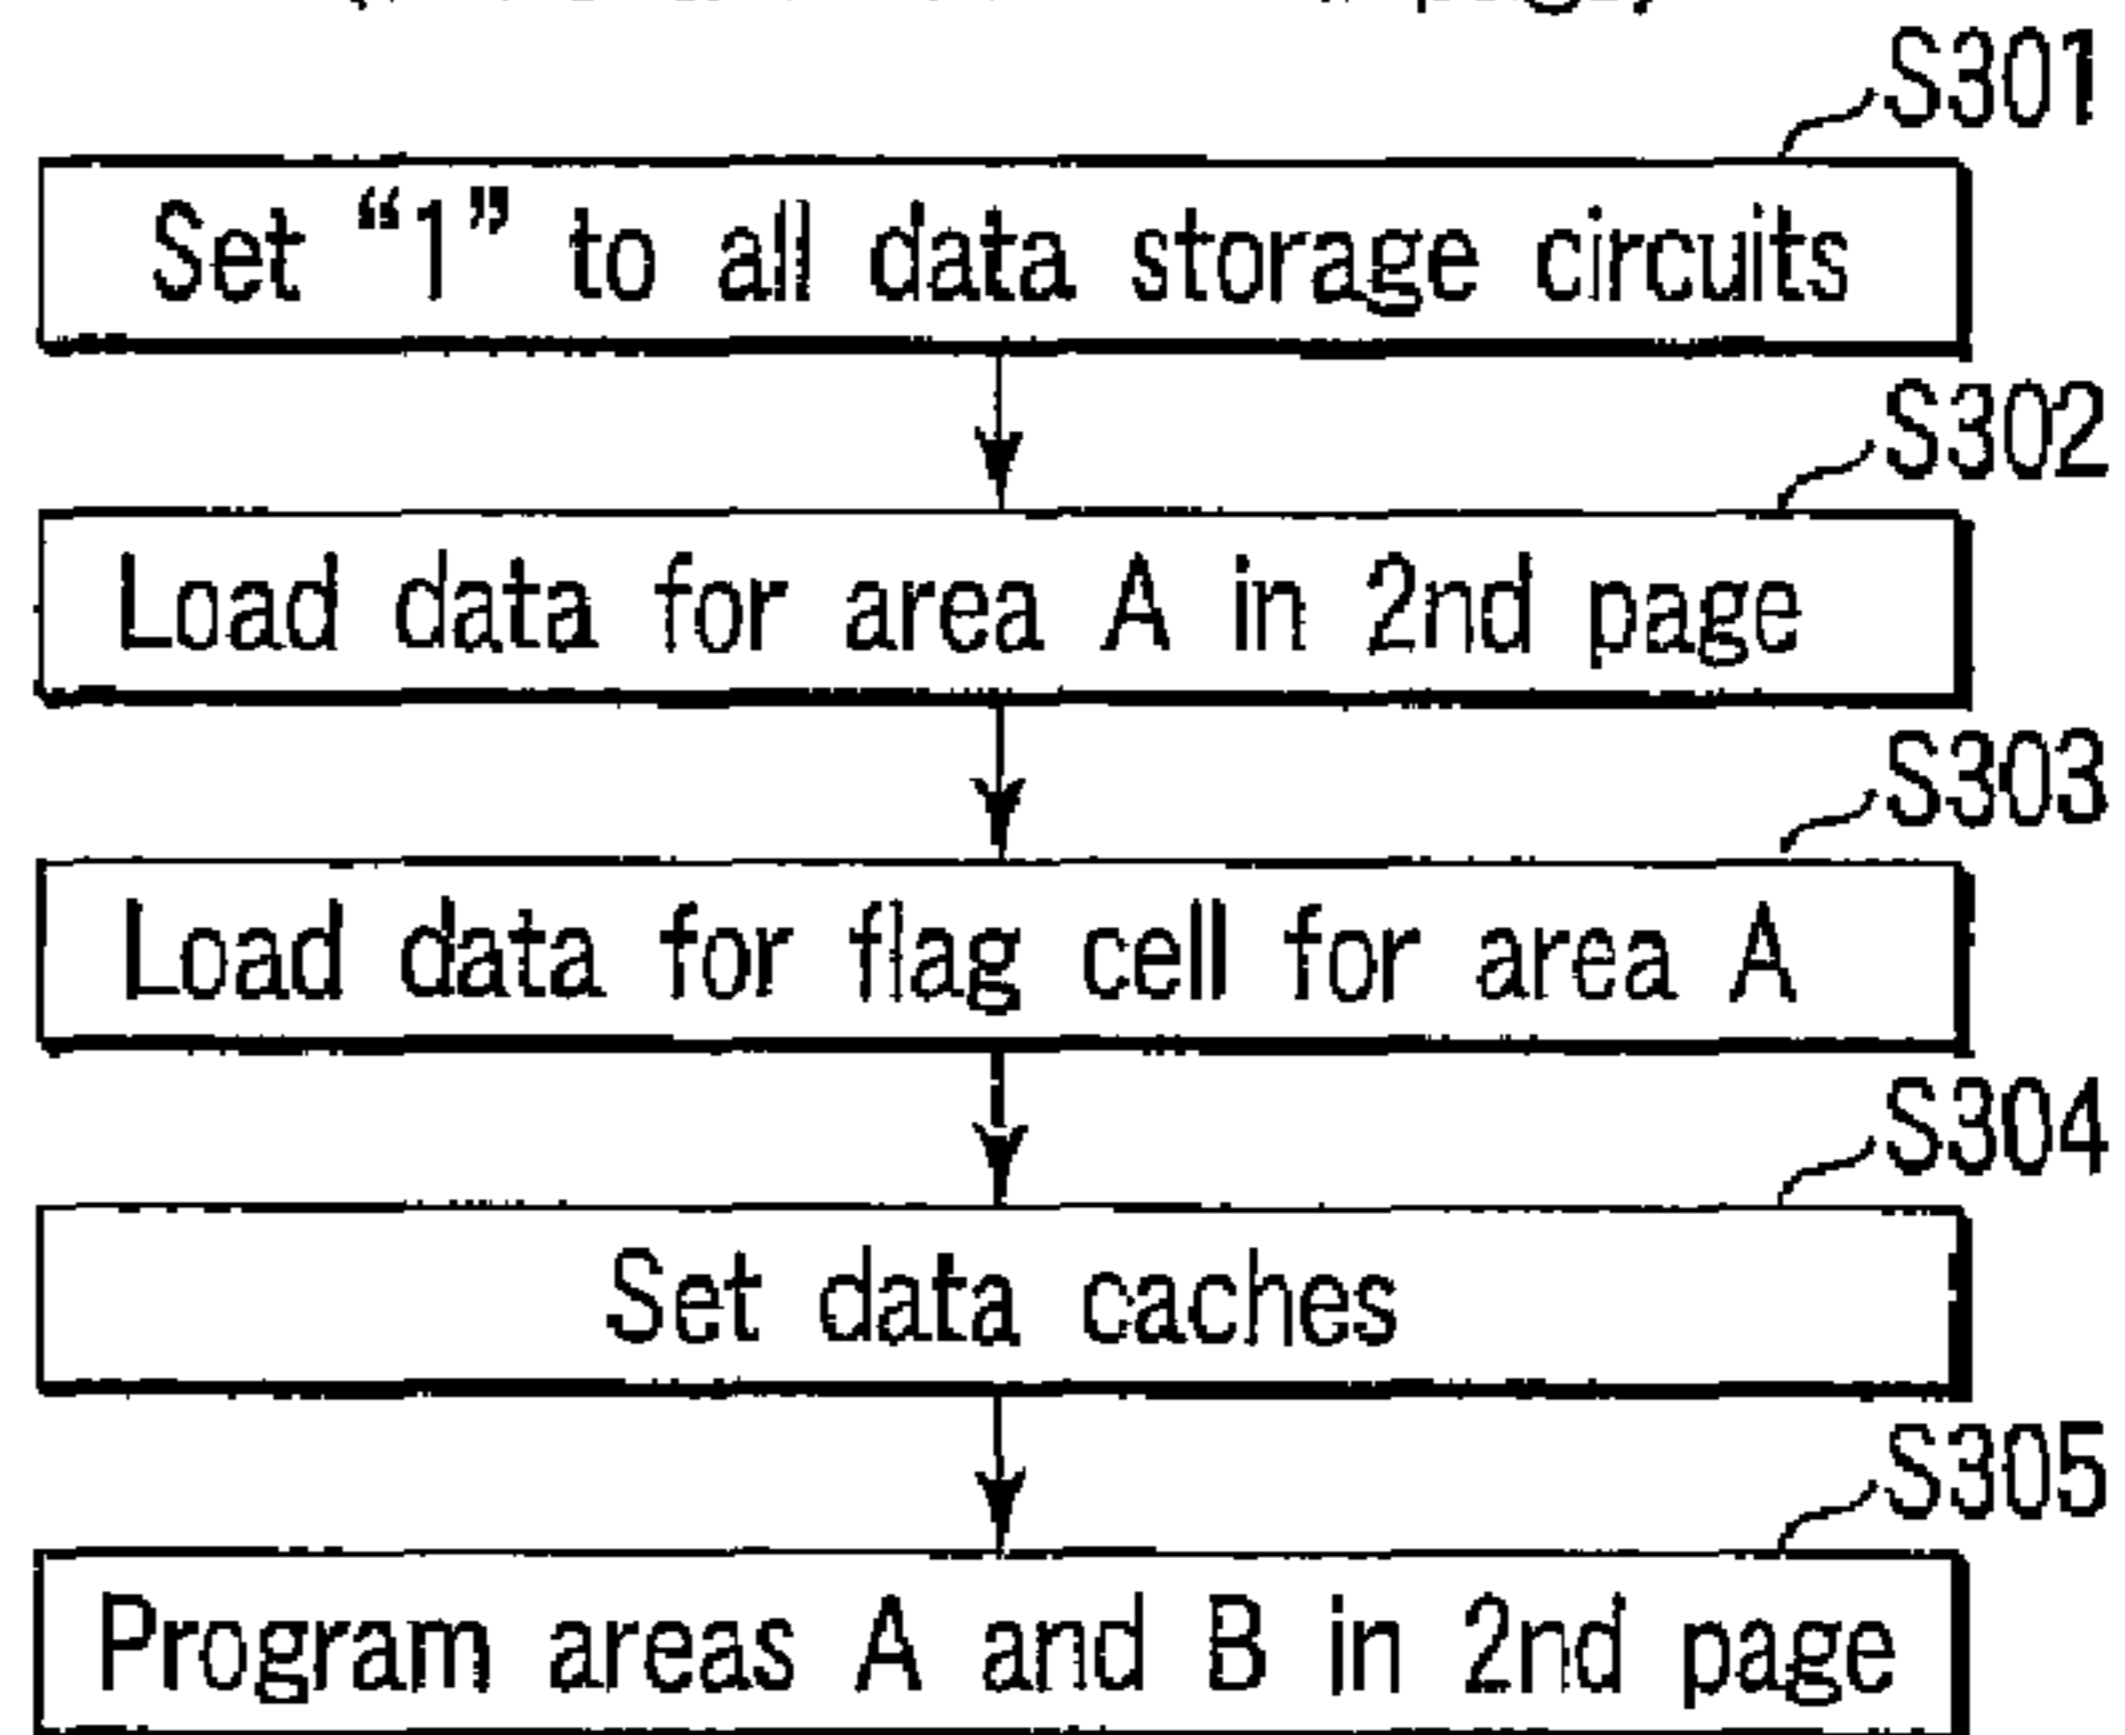 S301
Set “1” to all data storage circuits
S302
Load data for area A in 2nd page
S303
Load data for flag cell for area A
S304
Set data caches
S305
Program areas A and B in 2nd page